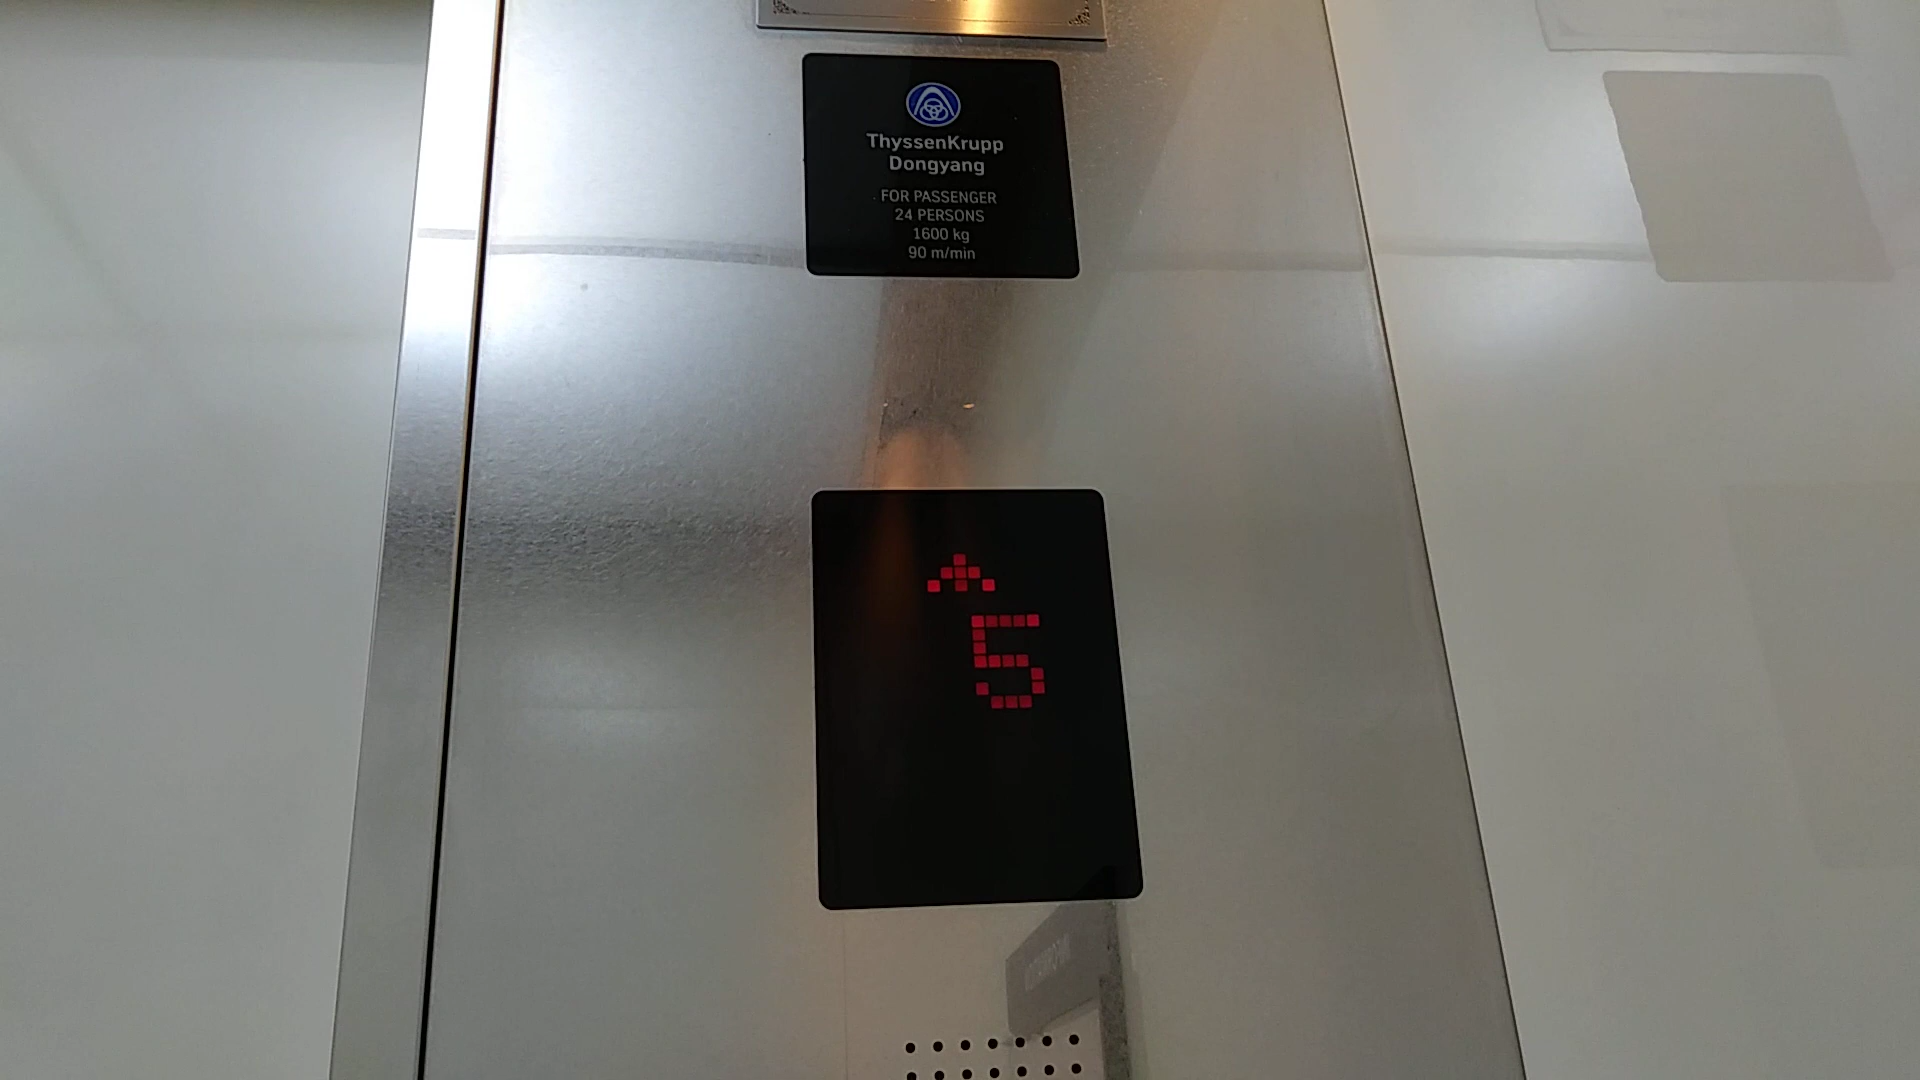 ThyssenKrupp
Dongyang
FOR PASSENGER
24 PERSONS
1600 kg
90 m/min
5